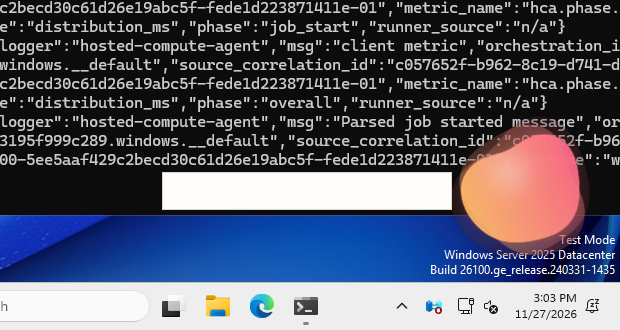 c2becd30c61d26e19abc5f-fede1d223871411e-01","metric_name":"hca.phase.
e":"distribution_ms","phase":"job_start","runner_source":"n/a"}
logger":"hosted-compute-agent","msg":"client metric","orchestration_i
windows.__default","source_correlation_id":"c057652f-b962-8c19-d741-d
c2becd30c61d26e19abc5f-fede1d223871411e-01","metric_name":"hca.phase.
e":"distribution_ms","phase":"overall","runner_source":"n/a"}
logger":"hosted-compute-agent","msg":"Parsed job started message","or
3195f999c289.windows.__default","source_correlation_id":"c057652f-b96
00-5ee5aaf429c2becd30c61d26e19abc5f-fede1d223871411e-01
Test Mode
Windows Server 2025 Datacenter
Build 26100.ge_release.240331-1435
h
3:03 PM
11/27/2026